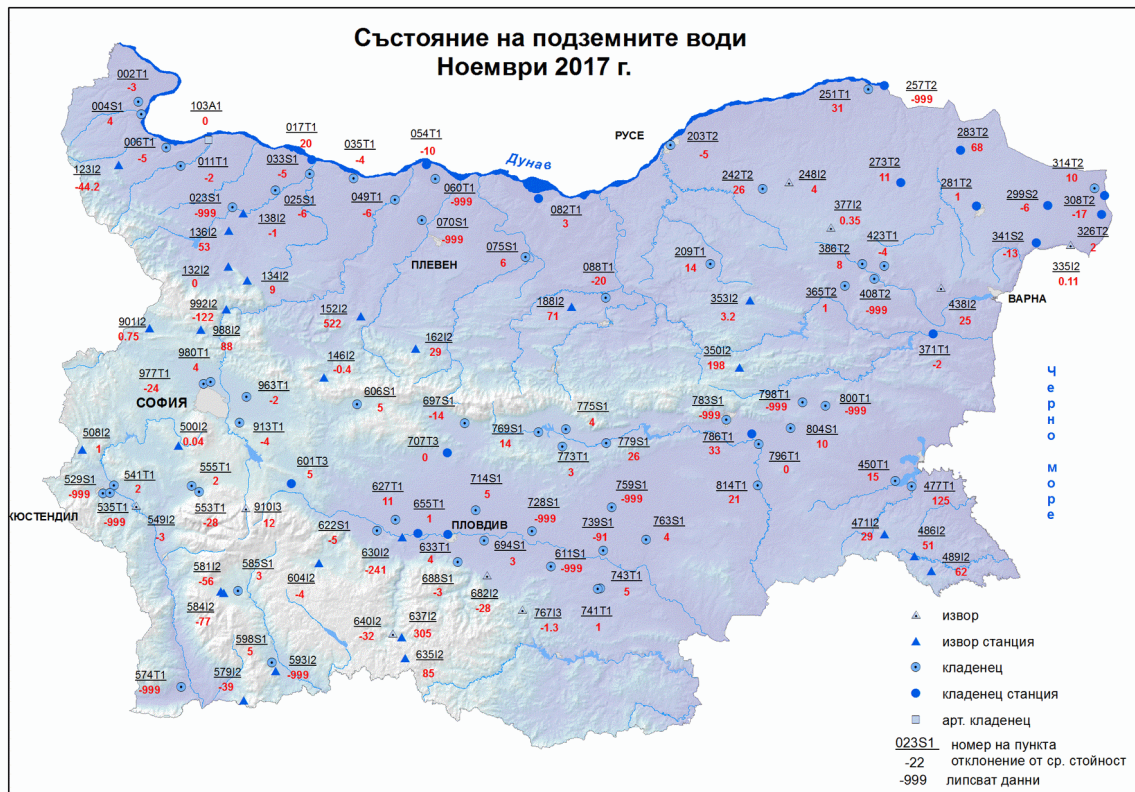 Състояние на подземните води
Ноември 2017 г.
002T1
-3
004S1
4
103A1
0
006T1
-5
017T1
20
035T1
-4
054T1
-10
123I2
-44.2
011T1
-2
033S1
-5
025S1
-6
049T1
-6
060T1
-999
023S1
-999
138I2
-1
070S1
-999
136I2
53
132I2
0
134I2
9
ПЛЕВЕН
075S1
6
082T1
3
Дунав
РУСЕ
203T2
-5
251T1
31
257T2
-999
283T2
68
242T2
26
248I2
4
273T2
11
281T2
1
299S2
-6
314T2
10
308T2
-17
326T2
2
377I2
0.35
423T1
-4
386T2
8
341S2
-13
335I2
0.11
209T1
14
088T1
-20
365T2
1
408T2
-999
ВАРНА
438I2
25
353I2
3.2
188I2
71
152I2
522
992I2
-122
901I2
0.75
988I2
88
162I2
29
371T1
-2
350I2
198
146I2
-0.4
980T1
4
977T1
-24
СОФИЯ
963T1
-2
606S1
5
697S1
-14
775S1
4
783S1
-999
798T1
-999
800T1
-999
913T1
-4
769S1
14
773T1
3
779S1
26
786T1
33
804S1
10
796T1
0
508I2
1
500I2
0.04
707T3
0
601T3
5
529S1
-999
541T1
2
555T1
2
535T1
-999
553T1
-28
910I3
12
549I2
-3
КЮСТЕНДИЛ
627T1
11
655T1
1
714S1
5
728S1
-999
759S1
-999
814T1
21
450T1
15
477T1
125
Черно море
622S1
-5
ПЛОВДИВ
739S1
-91
763S1
4
630I2
-241
633T1
4
694S1
3
611S1
-999
471I2
29
486I2
51
489I2
62
581I2
-56
585S1
3
604I2
-4
688S1
-3
682I2
-28
743T1
5
741T1
1
584I2
-77
767I3
-1.3
640I2
-32
637I2
305
635I2
85
598S1
5
593I2
-999
574T1
-999
579I2
-39
извор
извор станция
кладенец
кладенец станция
арт. кладенец
023S1 номер на пункта
-22 отклонение от ср. стойност
-999 липсват данни